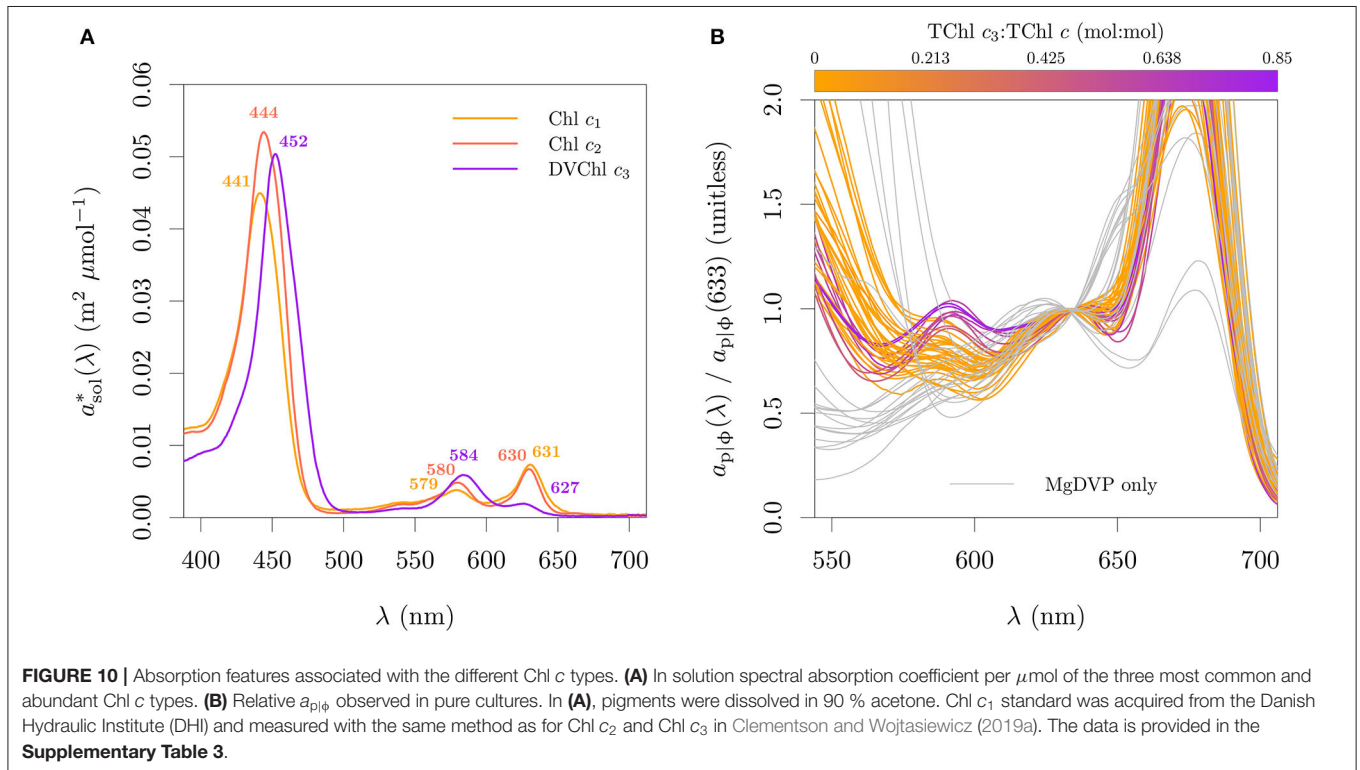 A
B
TChl c₃:TChl c (mol:mol)
0 0.213 0.425 0.638 0.85
0.06
0.05
0.04
0.03
0.02
0.01
0.00
a*sol(λ) (m² μmol⁻¹)
444
452
441
Chl c₁
Chl c₂
DVChl c₃
584
580
579
630
631
627
400 450 500 550 600 650 700
λ (nm)
2.0
1.5
1.0
0.5
0.0
a p|ϕ(λ) / a p|ϕ(633) (unitless)
MgDVP only
550 600 650 700
λ (nm)
FIGURE 10 | Absorption features associated with the different Chl c types. (A) In solution spectral absorption coefficient per μmol of the three most common and
abundant Chl c types. (B) Relative a p|ϕ observed in pure cultures. In (A), pigments were dissolved in 90 % acetone. Chl c₁ standard was acquired from the Danish
Hydraulic Institute (DHI) and measured with the same method as for Chl c₂ and Chl c₃ in Clementson and Wojtasiewicz (2019a). The data is provided in the
Supplementary Table 3.